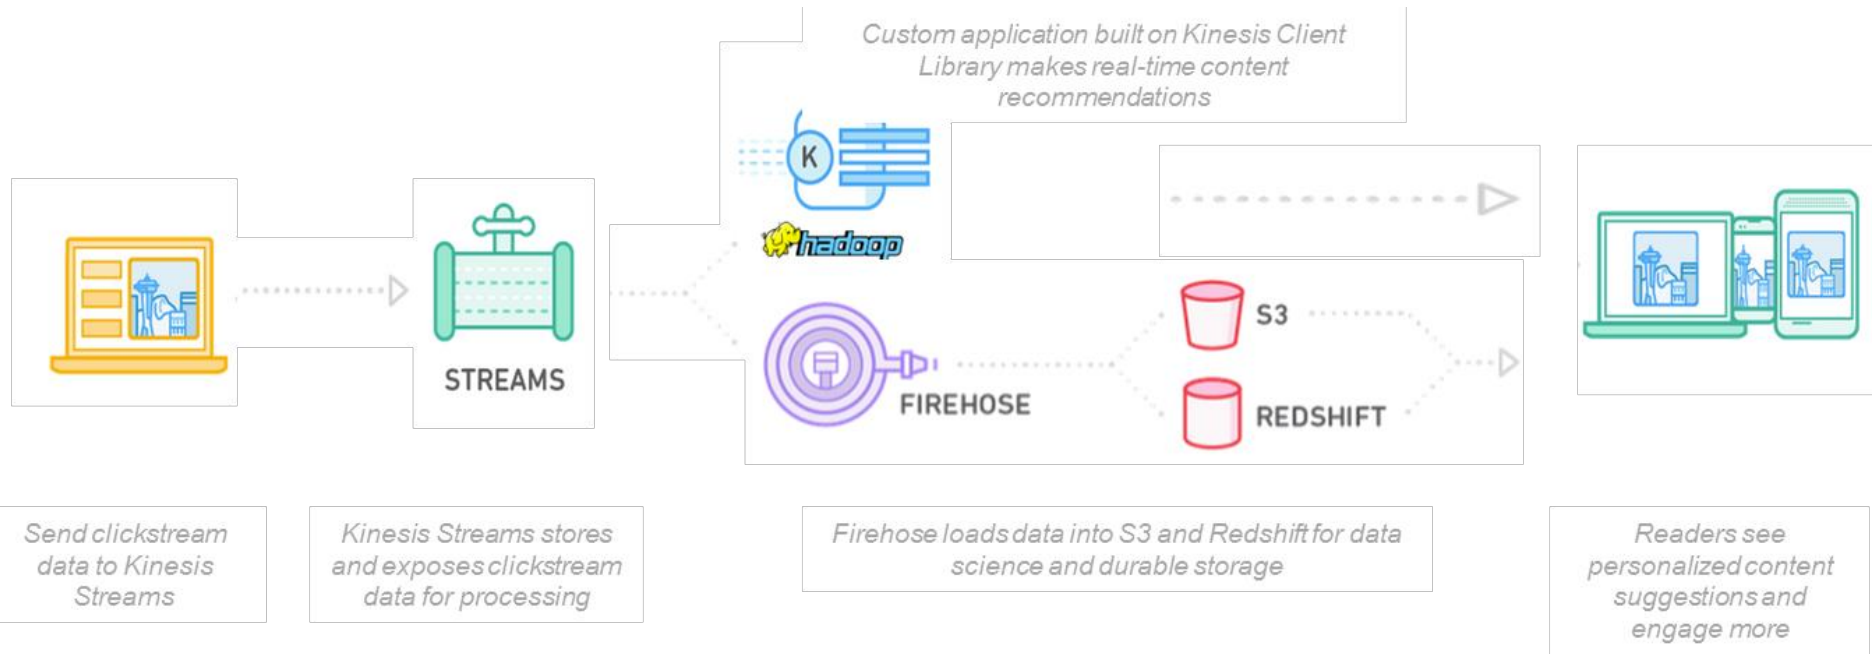 Custom application built on Kinesis Client
Library makes real-time content
recommendations
K
hadoop
STREAMS
FIREHOSE
S3
REDSHIFT
Send clickstream
data to Kinesis
Streams
Kinesis Streams stores
and exposes clickstream
data for processing
Firehose loads data into S3 and Redshift for data
science and durable storage
Readers see
personalized content
suggestions and
engage more